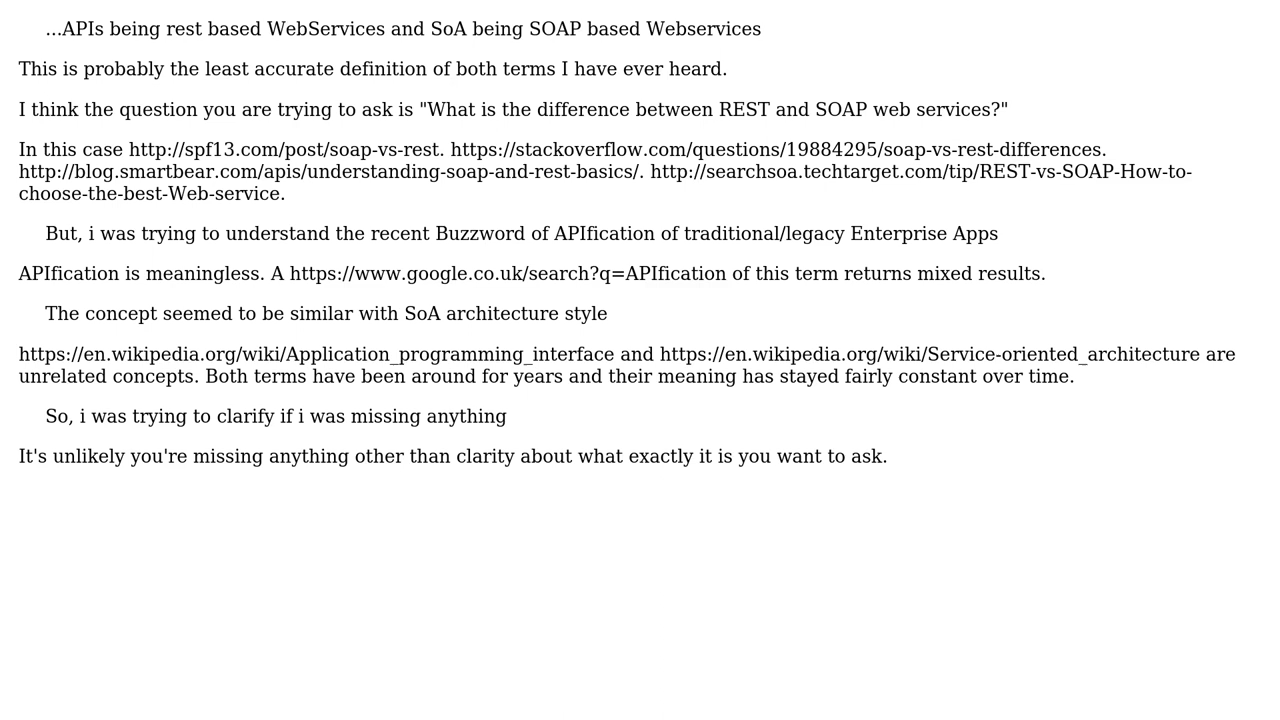 ...APIs being rest based WebServices and SoA being SOAP based Webservices
This is probably the least accurate definition of both terms I have ever heard.
I think the question you are trying to ask is "What is the difference between REST and SOAP web services?"
In this case http://spf13.com/post/soap-vs-rest. https://stackoverflow.com/questions/19884295/soap-vs-rest-differences.
http://blog.smartbear.com/apis/understanding-soap-and-rest-basics/. http://searchsoa.techtarget.com/tip/REST-vs-SOAP-How-to-
choose-the-best-Web-service.
But, i was trying to understand the recent Buzzword of APIfication of traditional/legacy Enterprise Apps
APIfication is meaningless. A https://www.google.co.uk/search?q=APIfication of this term returns mixed results.
The concept seemed to be similar with SoA architecture style
https://en.wikipedia.org/wiki/Application_programming_interface and https://en.wikipedia.org/wiki/Service-oriented_architecture are
unrelated concepts. Both terms have been around for years and their meaning has stayed fairly constant over time.
So, i was trying to clarify if i was missing anything
It's unlikely you're missing anything other than clarity about what exactly it is you want to ask.